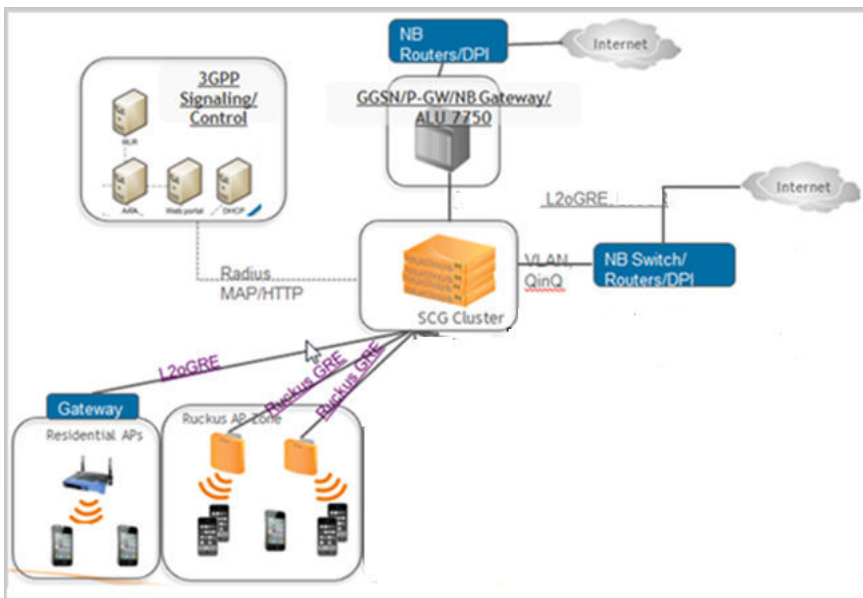 NB
Routers/DPI
Internet
3GPP
Signaling/
Control
GGSN/P-GW/NB Gateway/
ALU 7750
HLR
AAA
Web portal
DHCP
L2oGRE,
Internet
VLAN,
QinQ
NB Switch/
Routers/DPI
Radius
MAP/HTTP
SCG Cluster
L2oGRE
Ruckus GRE
Ruckus GRE
Gateway
Residential APs
Ruckus AP Zone